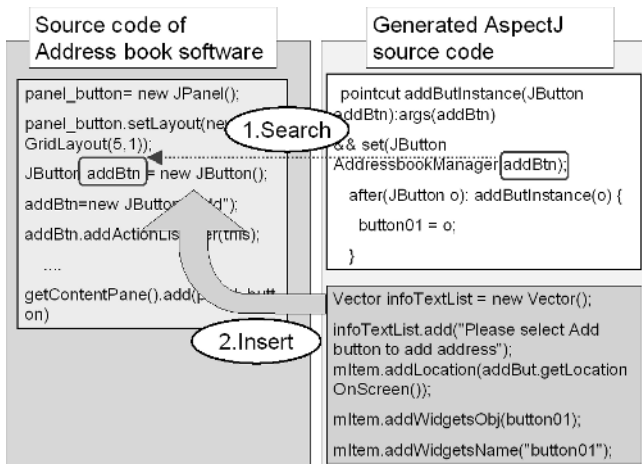 Source code of
Address book software
panel_button= new JPanel();
panel_button.setLayout(new
GridLayout(5,1));
JButton addBtn = new JButton();
addBtn=new JButton
addBtn.addActionLis (this);
....
getContentPane().add(
on)
Generated AspectJ
source code
pointcut addButInstance(JButton
addBtn):args(addBtn)
&& set(JButton
AddressbookManager addBtn);
after(JButton o): addButInstance(o) {
button01 = o;
}
1.Search
2.Insert
Vector infoTextList = new Vector();
infoTextList.add("Please select Add
button to add address");
mItem.addLocation(addBut.getLocation
OnScreen());
mItem.addWidgetsObj(button01);
mItem.addWidgetsName("button01");